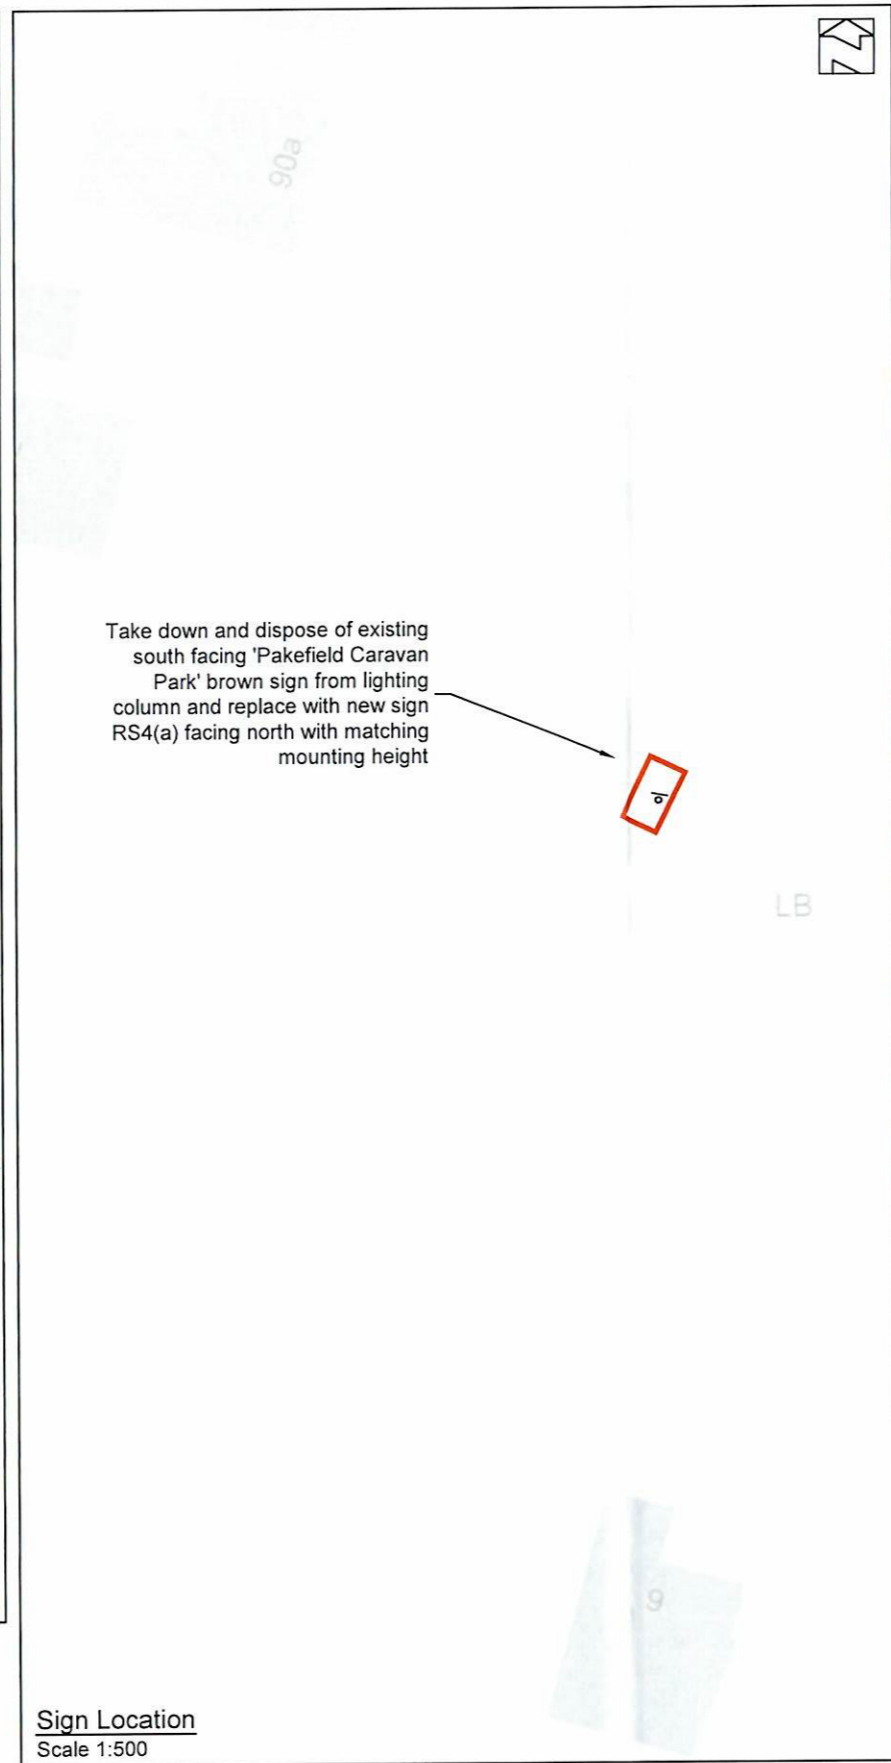 90a
Take down and dispose of existing
south facing 'Pakefield Caravan
Park' brown sign from lighting
column and replace with new sign
RS4(a) facing north with matching
mounting height
LB
9
Sign Location
Scale 1:500